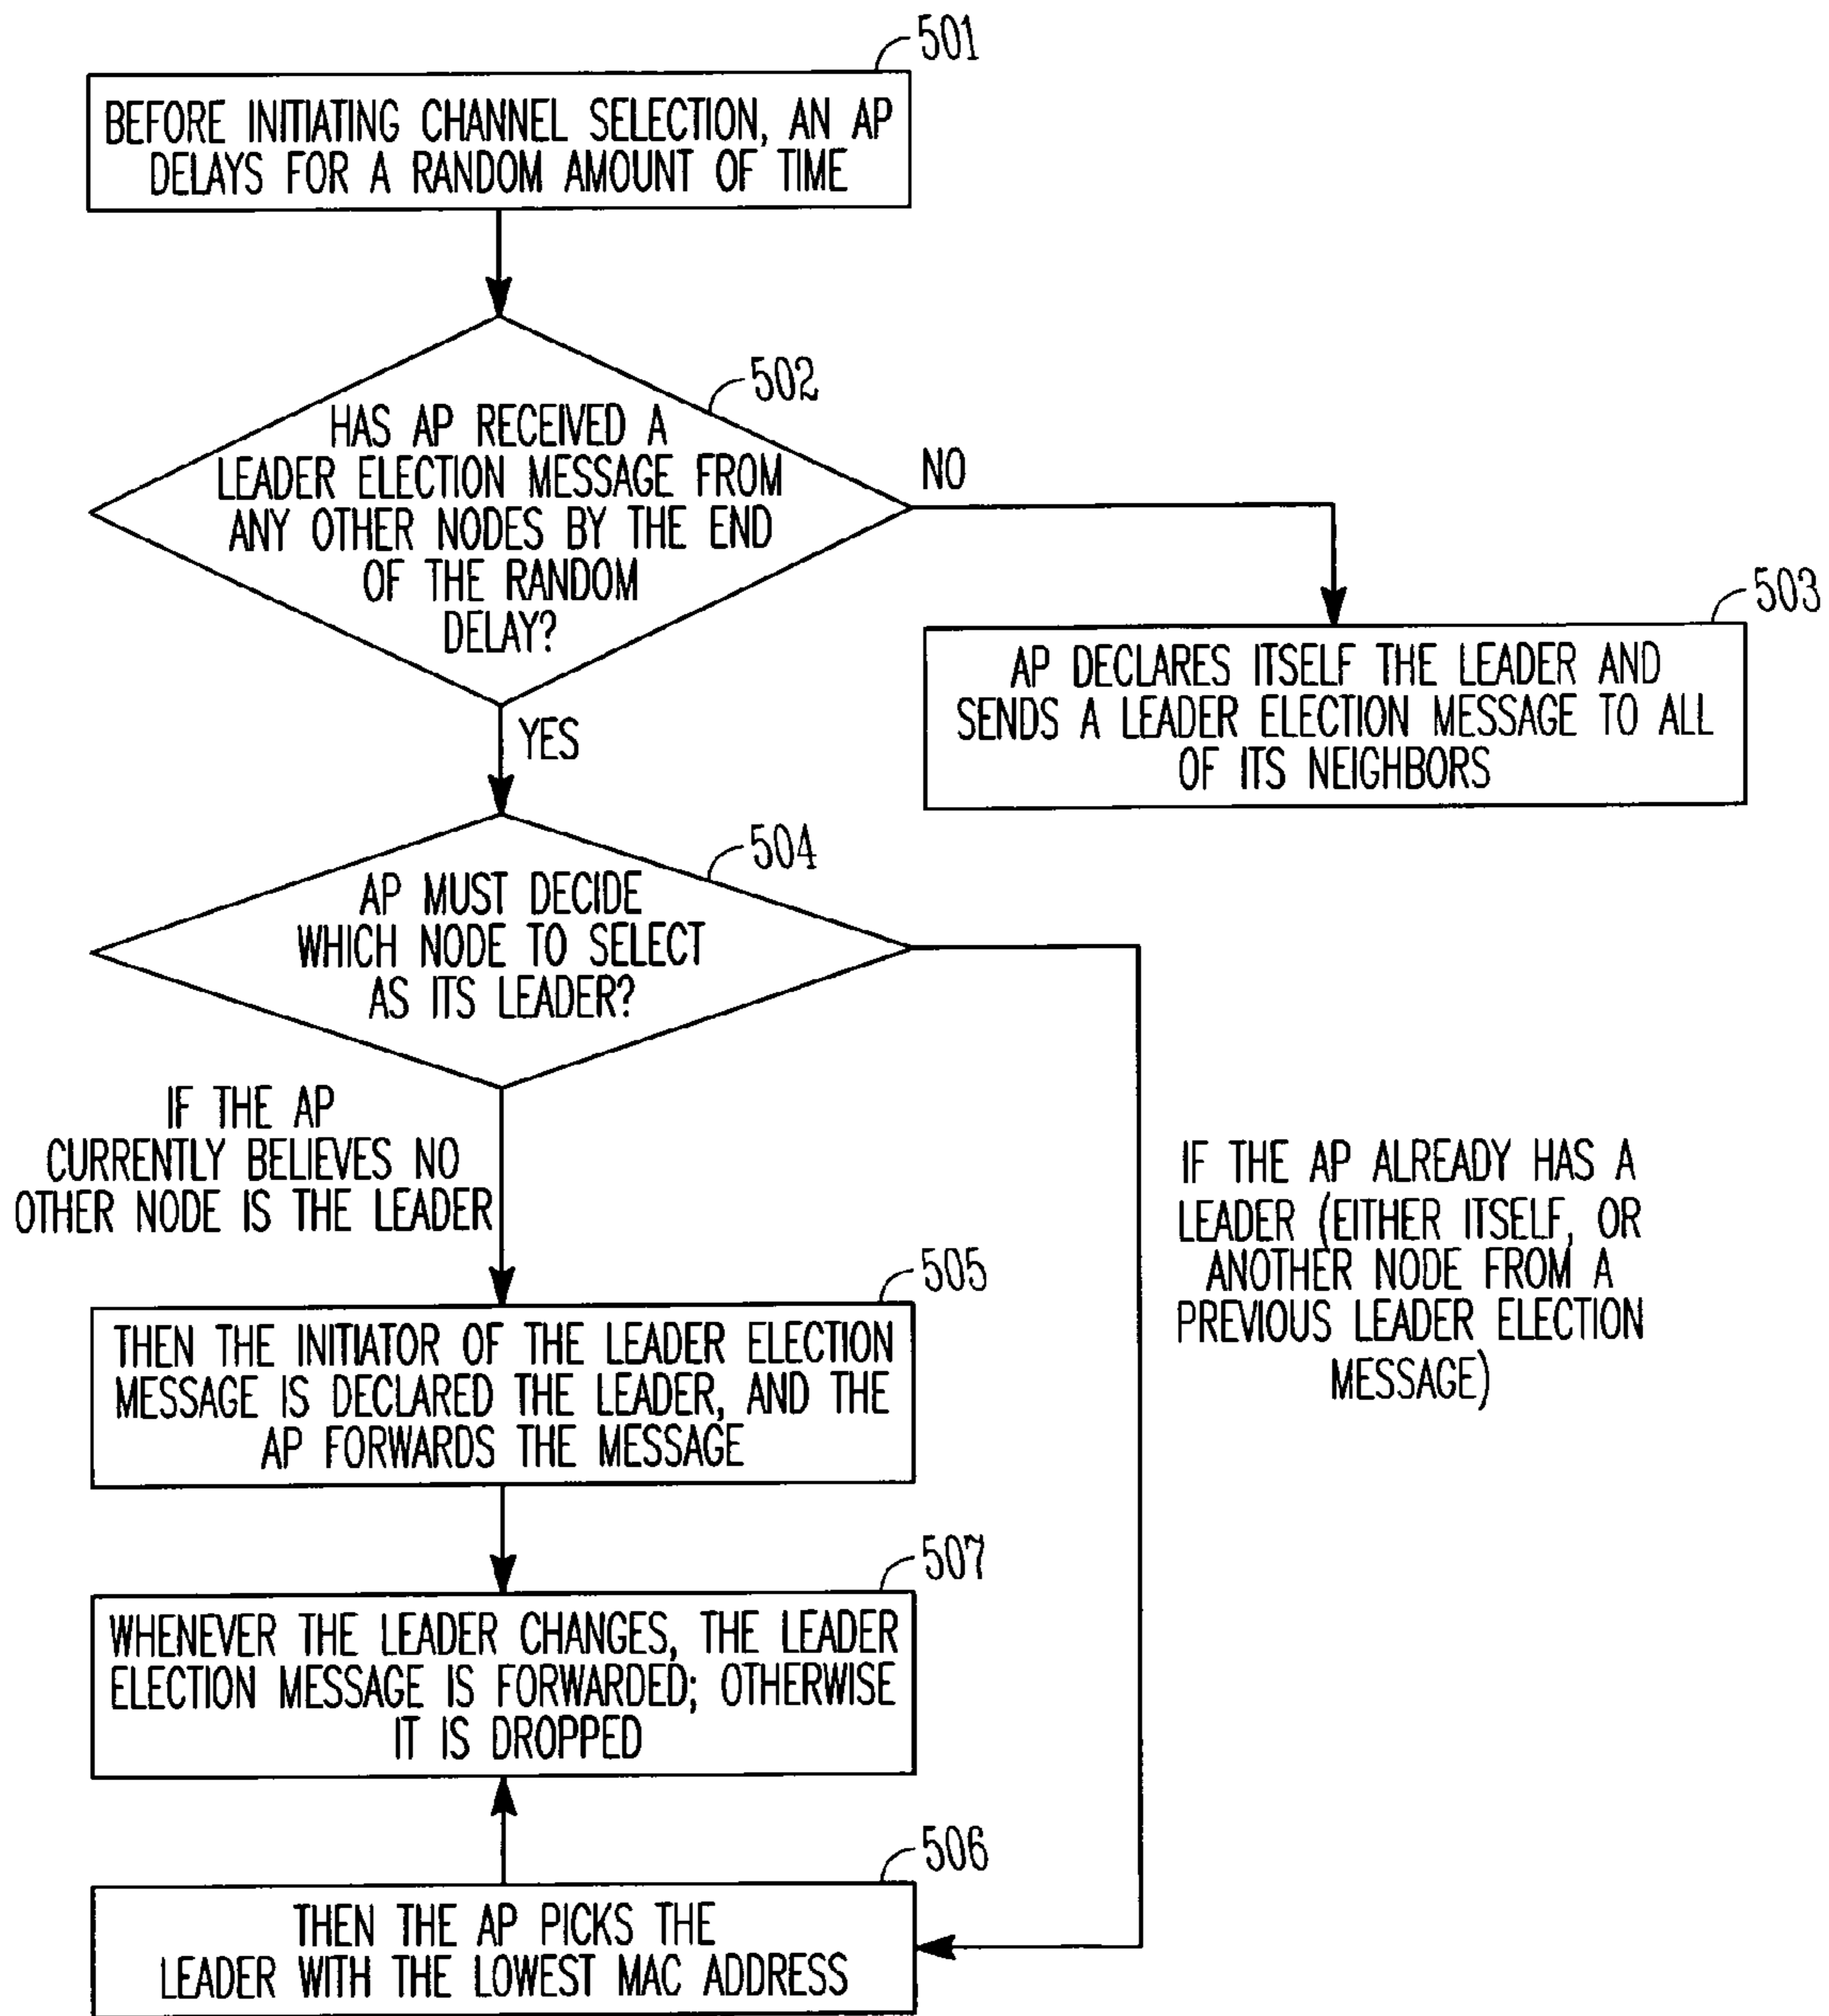 501
BEFORE INITIATING CHANNEL SELECTION, AN AP
DELAYS FOR A RANDOM AMOUNT OF TIME
502
HAS AP RECEIVED A
LEADER ELECTION MESSAGE FROM
ANY OTHER NODES BY THE END
OF THE RANDOM
DELAY?
NO
503
AP DECLARES ITSELF THE LEADER AND
SENDS A LEADER ELECTION MESSAGE TO ALL
OF ITS NEIGHBORS
YES
504
AP MUST DECIDE
WHICH NODE TO SELECT
AS ITS LEADER?
IF THE AP
CURRENTLY BELIEVES NO
OTHER NODE IS THE LEADER
IF THE AP ALREADY HAS A
LEADER (EITHER ITSELF, OR
ANOTHER NODE FROM A
PREVIOUS LEADER ELECTION
MESSAGE)
505
THEN THE INITIATOR OF THE LEADER ELECTION
MESSAGE IS DECLARED THE LEADER, AND THE
AP FORWARDS THE MESSAGE
507
WHENEVER THE LEADER CHANGES, THE LEADER
ELECTION MESSAGE IS FORWARDED; OTHERWISE
IT IS DROPPED
506
THEN THE AP PICKS THE
LEADER WITH THE LOWEST MAC ADDRESS